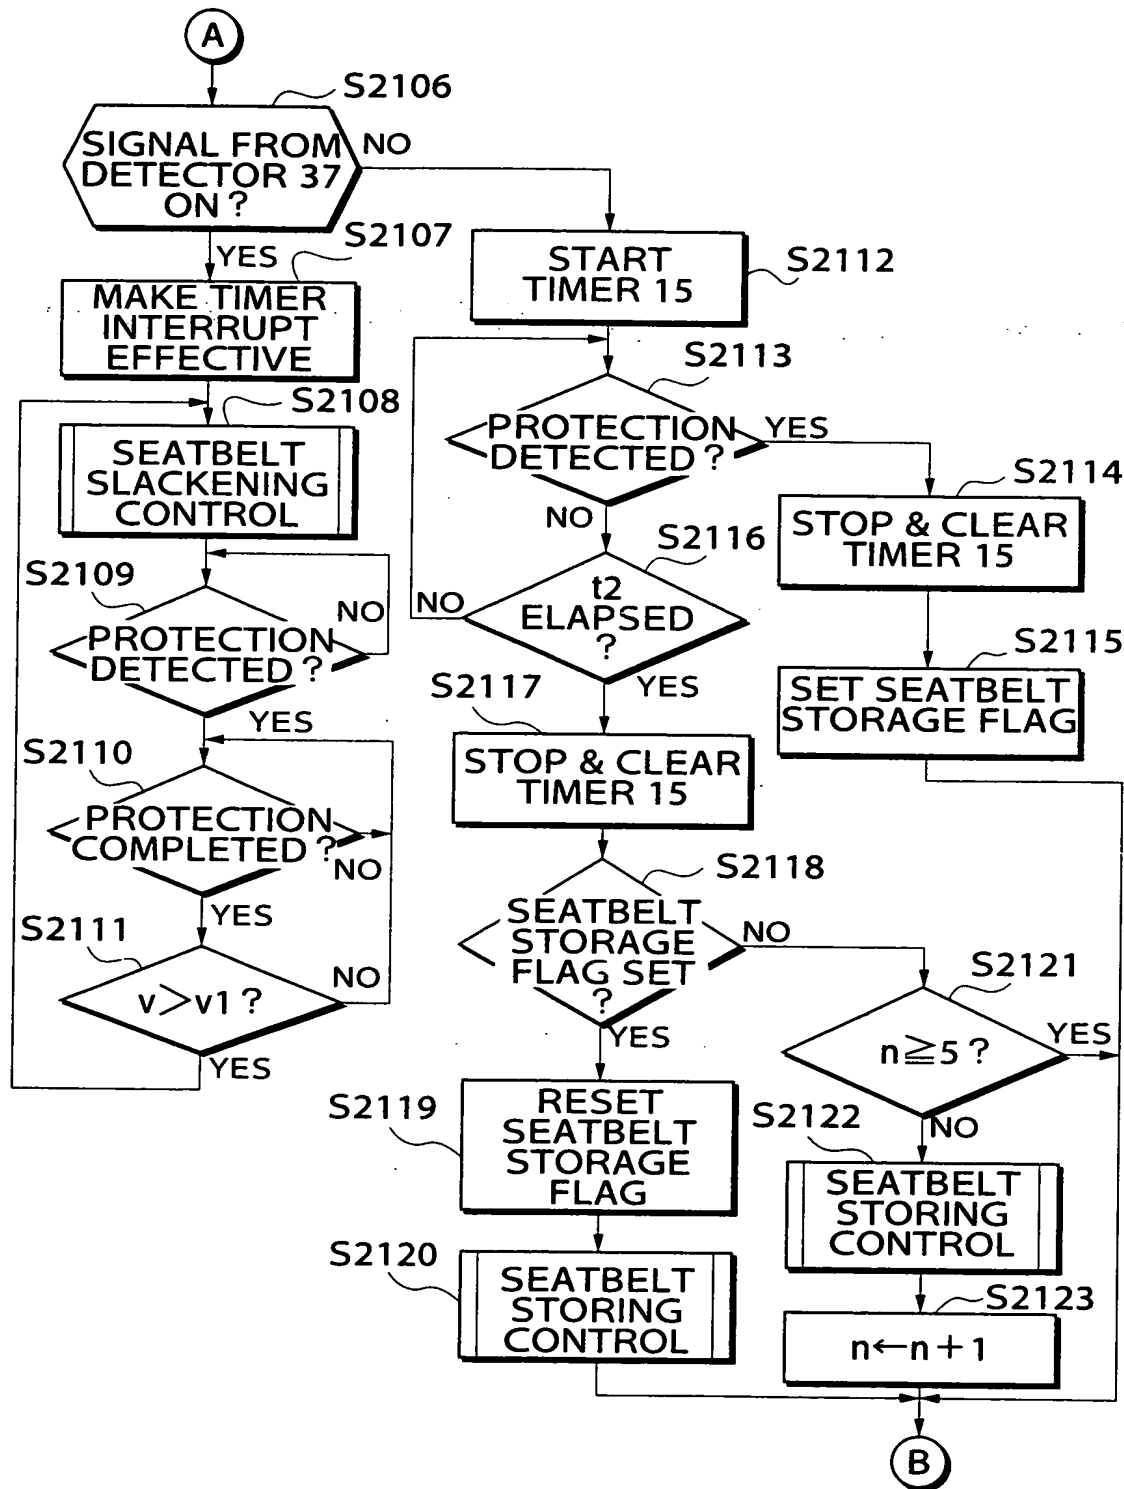 A
S2106
SIGNAL FROM
DETECTOR 37
ON ?
NO
YES
S2107
MAKE TIMER
INTERRUPT
EFFECTIVE
S2108
SEATBELT
SLACKENING
CONTROL
S2109
PROTECTION
DETECTED ?
NO
YES
S2110
PROTECTION
COMPLETED ?
NO
YES
S2111
v>v1 ?
NO
YES
START
TIMER 15
S2112
S2113
PROTECTION
DETECTED ?
YES
NO
S2114
STOP & CLEAR
TIMER 15
S2115
SET SEATBELT
STORAGE FLAG
S2116
t2
ELAPSED
?
NO
YES
S2117
STOP & CLEAR
TIMER 15
S2118
SEATBELT
STORAGE
FLAG SET
?
NO
YES
S2119
RESET
SEATBELT
STORAGE
FLAG
S2120
SEATBELT
STORING
CONTROL
S2121
n≧5 ?
YES
NO
S2122
SEATBELT
STORING
CONTROL
S2123
n←n+1
B